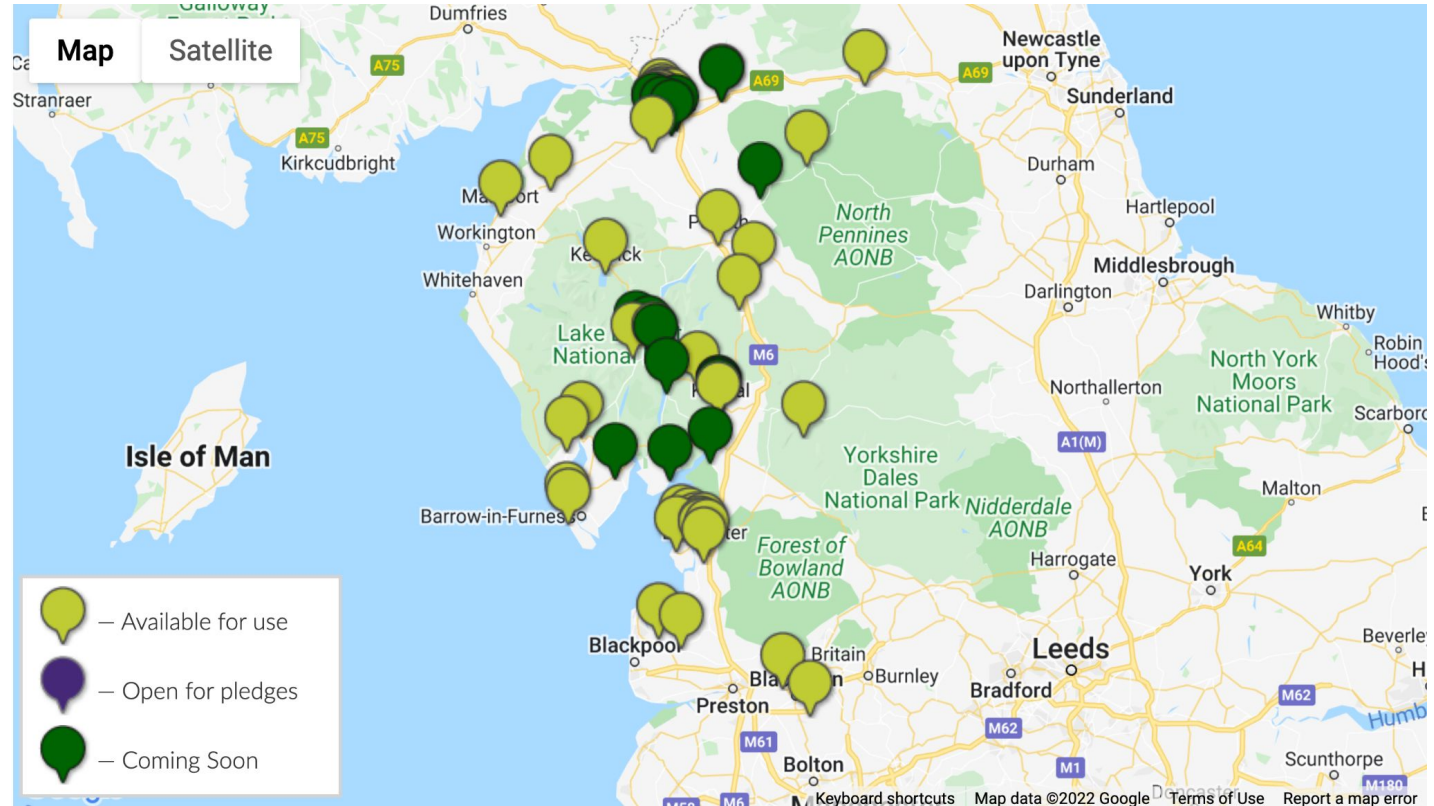 Map
Satellite
Galloway
Dumfries
Newcastle
upon Tyne
A75
A69
A69
Stranraer
Sunderland
A75
Kirkcudbright
Durham
Workington
North
Pennines
AONB
Hartlepool
Whitehaven
Middlesbrough
Darlington
Whitby
Lake
National
M6
Robin
Hood's
North York
Moors
National Park
Northallerton
Isle of Man
A1(M)
Yorkshire
Dales
National Park
Nidderdale
AONB
Malton
Barrow-in-Furness
Forest of
Bowland
AONB
A64
Harrogate
York
– Available for use
– Open for pledges
– Coming Soon
Blackpool
Britain
Burnley
Leeds
Bradford
Preston
M62
M62
M61
M1
Bolton
Scunthorpe
M180
M6
Doncaster
Keyboard shortcuts
Map data ©2022 Google
Terms of Use
Report a map error